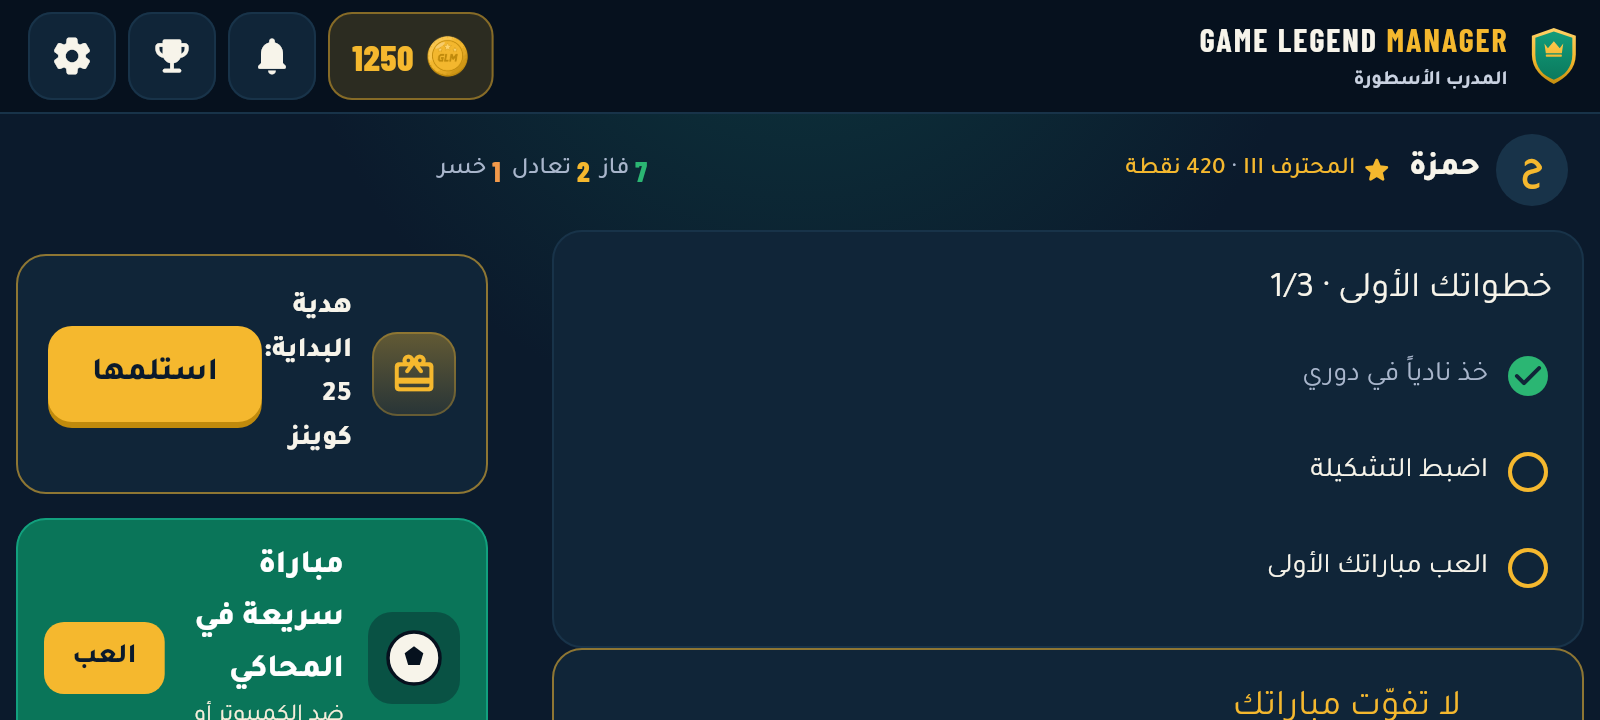 GAME LEGEND MANAGER
المدرب الأسطورة
1250
GLM
ح
حمزة
المحترف III · 420 نقطة
7 فاز 2 تعادل 1 خسر
خطواتك الأولى · 1/3
خذ نادياً في دوري
اضبط التشكيلة
العب مباراتك الأولى
لا تفوّت مباراتك
هدية
البداية:
25
كوينز
استلمها
مباراة
سريعة في
المحاكي
ضد الكمبيوتر أو
العب